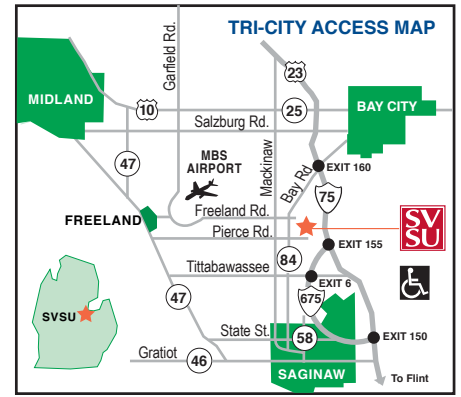 TRI-CITY ACCESS MAP
Garfield Rd.
23
MIDLAND
10
25
BAY CITY
Salzburg Rd.
47
MBS
AIRPORT
Mackinaw
Bay Rd
EXIT 160
75
FREELAND
Freeland Rd.
SV
SU
Pierce Rd.
EXIT 155
84
Tittabawassee
EXIT 6
47
675
SVSU
State St.
58
EXIT 150
Gratiot
46
SAGINAW
To Flint